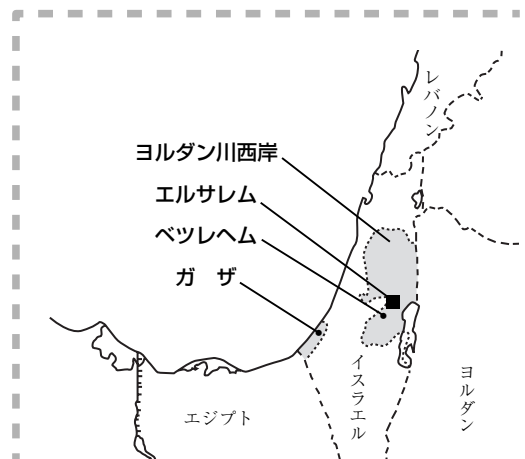 レバノン
ヨルダン川西岸
エルサレム
ベツレヘム
ガ　ザ
エジプト
イスラエル
ヨルダン